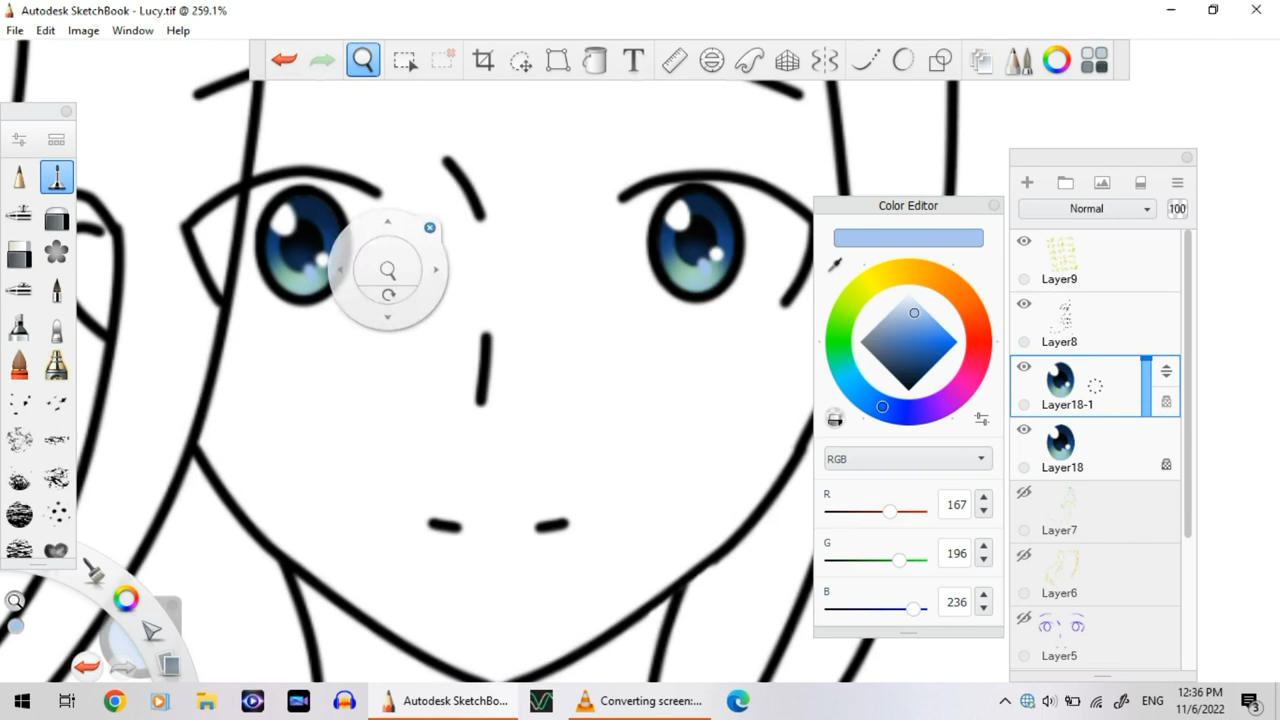 Autodesk SketchBook - Lucy.tif @ 259.1%
File Edit Image Window Help
T
Color Editor
RGB
R 167
G 196
B 236
Normal 100
Layer9
Layer8
Layer18-1
Layer18
Layer7
Layer6
Layer5
Autodesk SketchBo...
Converting screen:...
ENG
12:36 PM
11/6/2022
3